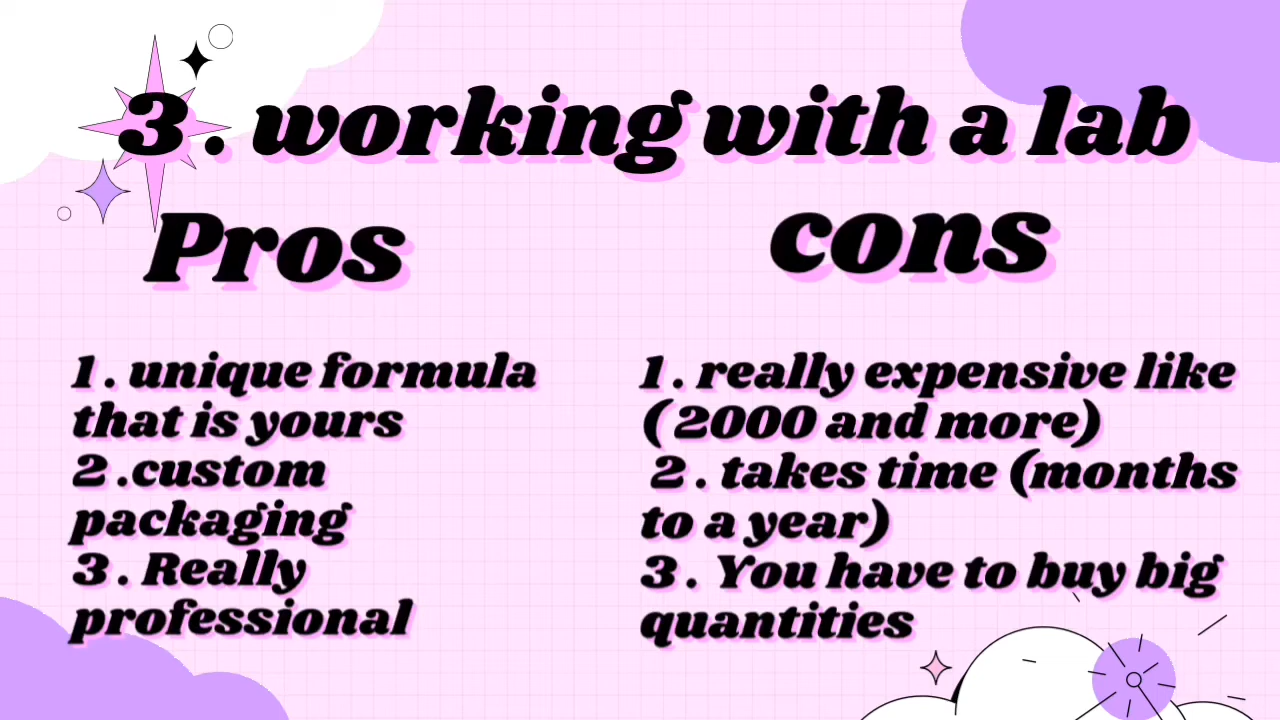 3 . working with a lab
Pros
cons
1 . unique formula
that is yours
2 .custom
packaging
3 . Really
professional
1 . really expensive like
( 2000 and more)
2 . takes time (months
to a year)
3 . You have to buy big
quantities